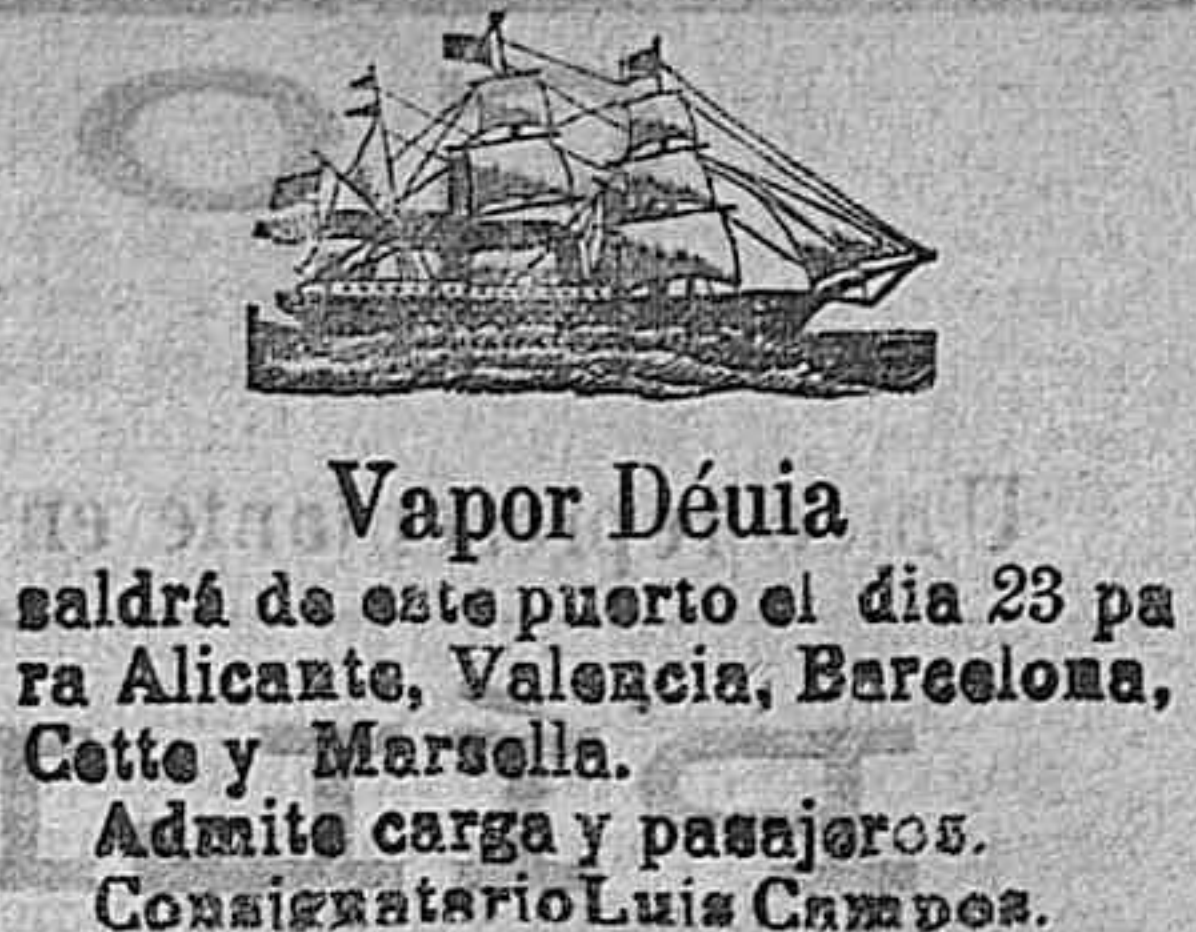 Vapor Déuia
saldrá de este puerto el dia 23 pa
ra Alicante, Valencia, Barcelona,
Cette y Marsella.
Admite carga y pasajeros.
Consignatario Luis Campos.